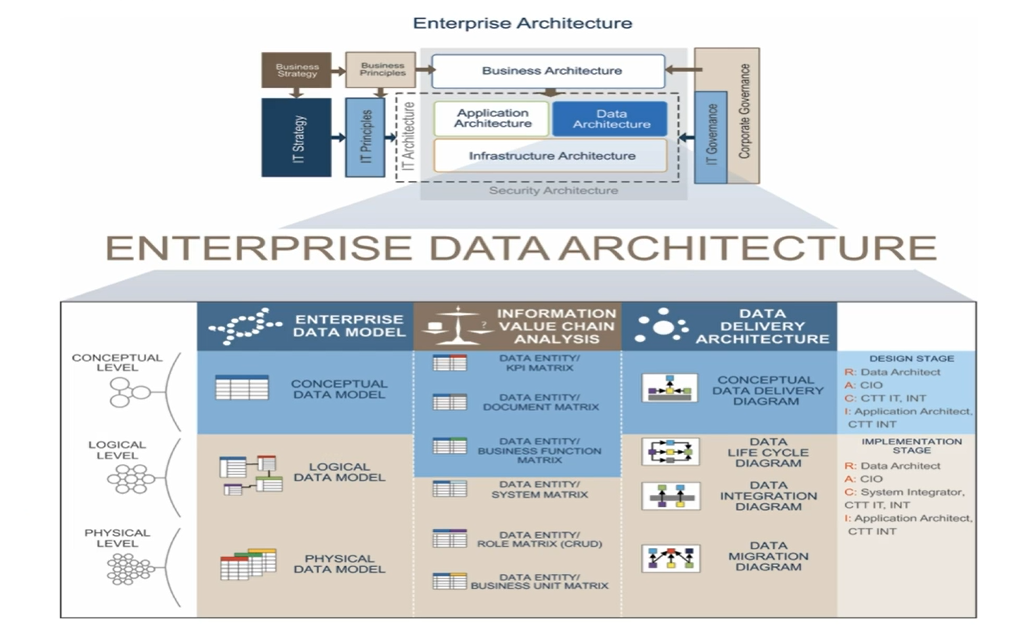 Enterprise Architecture
Business
Strategy
Business
Principles
Business Architecture
IT Strategy
IT Principles
IT Architecture
Application
Architecture
Data
Architecture
Infrastructure Architecture
Security Architecture
IT Governance
Corporate Governance
ENTERPRISE DATA ARCHITECTURE
ENTERPRISE
DATA MODEL
INFORMATION
VALUE CHAIN
ANALYSIS
?
DATA
DELIVERY
ARCHITECTURE
CONCEPTUAL
LEVEL
CONCEPTUAL
DATA MODEL
DATA ENTITY/
KPI MATRIX
DATA ENTITY/
DOCUMENT MATRIX
CONCEPTUAL
DATA DELIVERY
DIAGRAM
DESIGN STAGE
R: Data Architect
A: CIO
C: CTT IT, INT
I: Application Architect,
CTT INT
LOGICAL
LEVEL
LOGICAL
DATA MODEL
DATA ENTITY/
BUSINESS FUNCTION
MATRIX
DATA ENTITY/
SYSTEM MATRIX
DATA
LIFE CYCLE
DIAGRAM
DATA
INTEGRATION
DIAGRAM
IMPLEMENTATION
STAGE
R: Data Architect
A: CIO
C: System Integrator,
CTT IT, INT
I: Application Architect,
CTT INT
PHYSICAL
LEVEL
PHYSICAL
DATA MODEL
DATA ENTITY/
ROLE MATRIX (CRUD)
DATA ENTITY/
BUSINESS UNIT MATRIX
DATA
MIGRATION
DIAGRAM